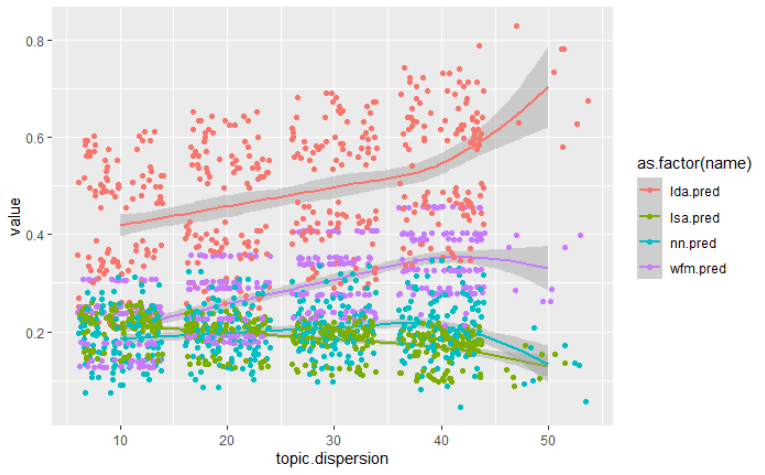 0.8
0.6
0.4
0.2
value
10 20 30 40 50
topic.dispersion
as.factor(name)
lda.pred
lsa.pred
nn.pred
wfm.pred